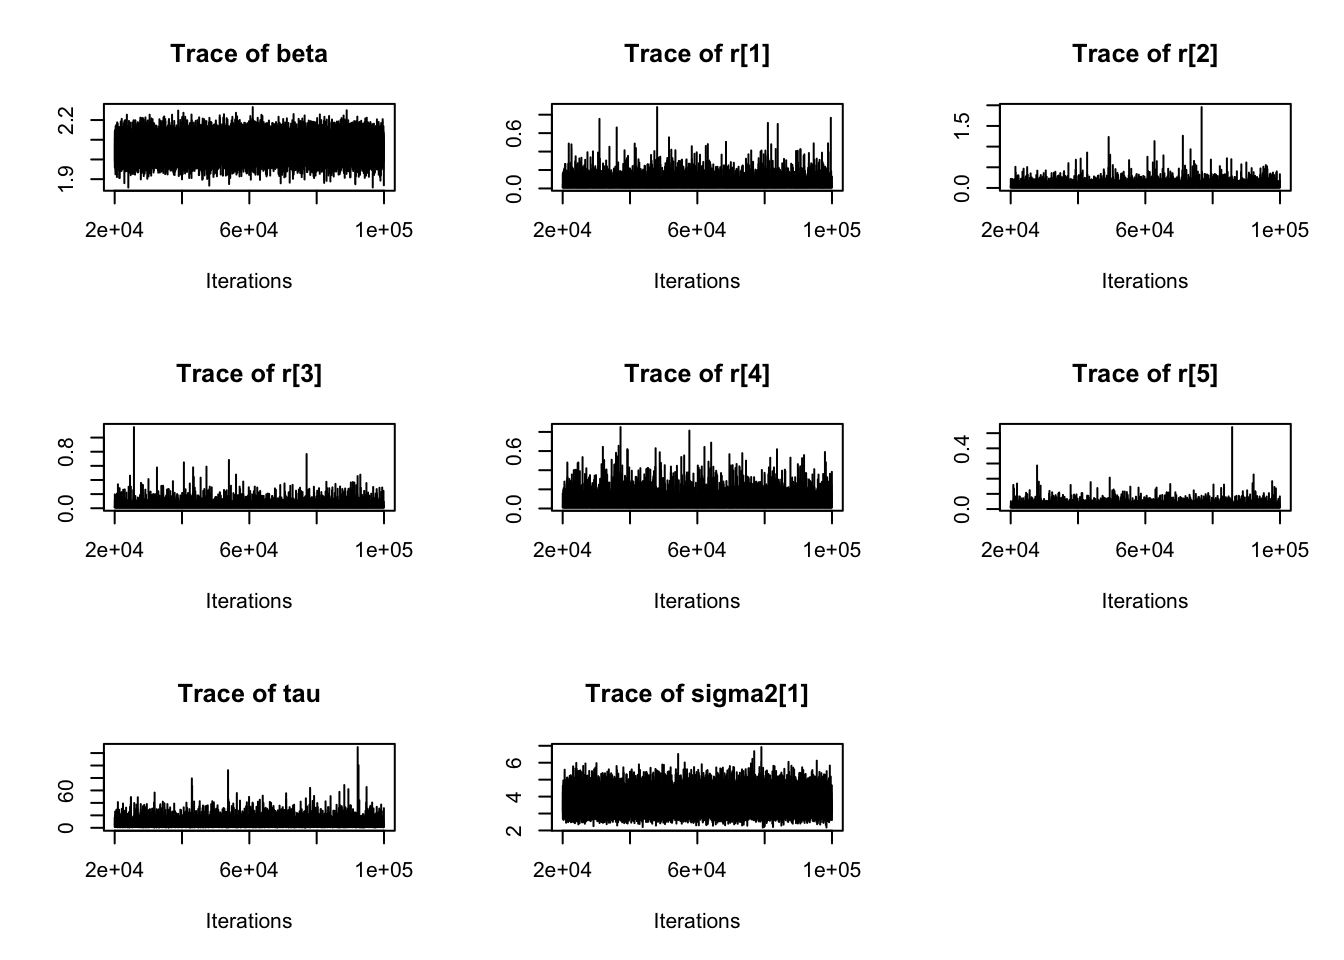 Trace of beta
2.2
1.9
2e+04 6e+04 1e+05
Iterations
Trace of r[1]
0.6
0.0
2e+04 6e+04 1e+05
Iterations
Trace of r[2]
1.5
0.0
2e+04 6e+04 1e+05
Iterations
Trace of r[3]
0.8
0.0
2e+04 6e+04 1e+05
Iterations
Trace of r[4]
0.6
0.0
2e+04 6e+04 1e+05
Iterations
Trace of r[5]
0.4
0.0
2e+04 6e+04 1e+05
Iterations
Trace of tau
60
0
2e+04 6e+04 1e+05
Iterations
Trace of sigma2[1]
6
4
2
2e+04 6e+04 1e+05
Iterations